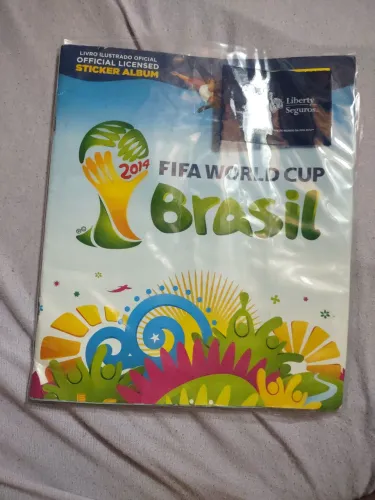 LIVRO ILUSTRADO OFICIAL
OFFICIAL LICENSED
STICKER ALBUM
Liberty
Seguros
2014
FIFA WORLD CUP
Brasil